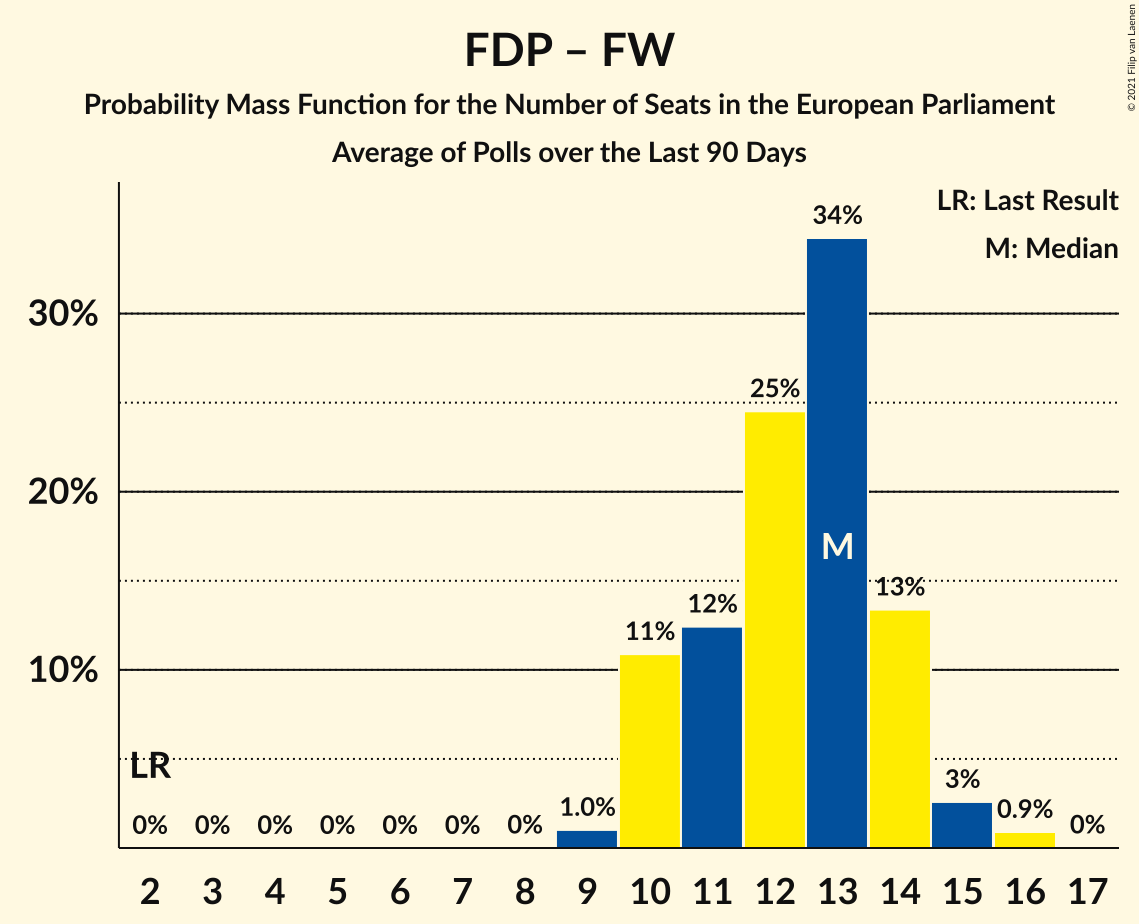 FDP – FW
Probability Mass Function for the Number of Seats in the European Parliament
Average of Polls over the Last 90 Days
© 2021 Filip van Laenen
LR: Last Result
M: Median
34%
30%
25%
20%
M
13%
12%
11%
10%
LR
3%
1.0%
0.9%
0% 0% 0% 0% 0% 0% 0% 0%
2 3 4 5 6 7 8 9 10 11 12 13 14 15 16 17